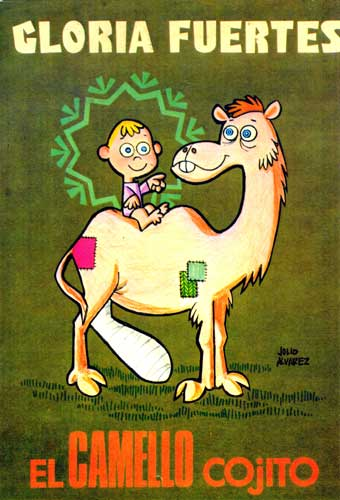 GLORIA FUERTES
JULIO
ALVAREZ
EL CAMELLO COJITO